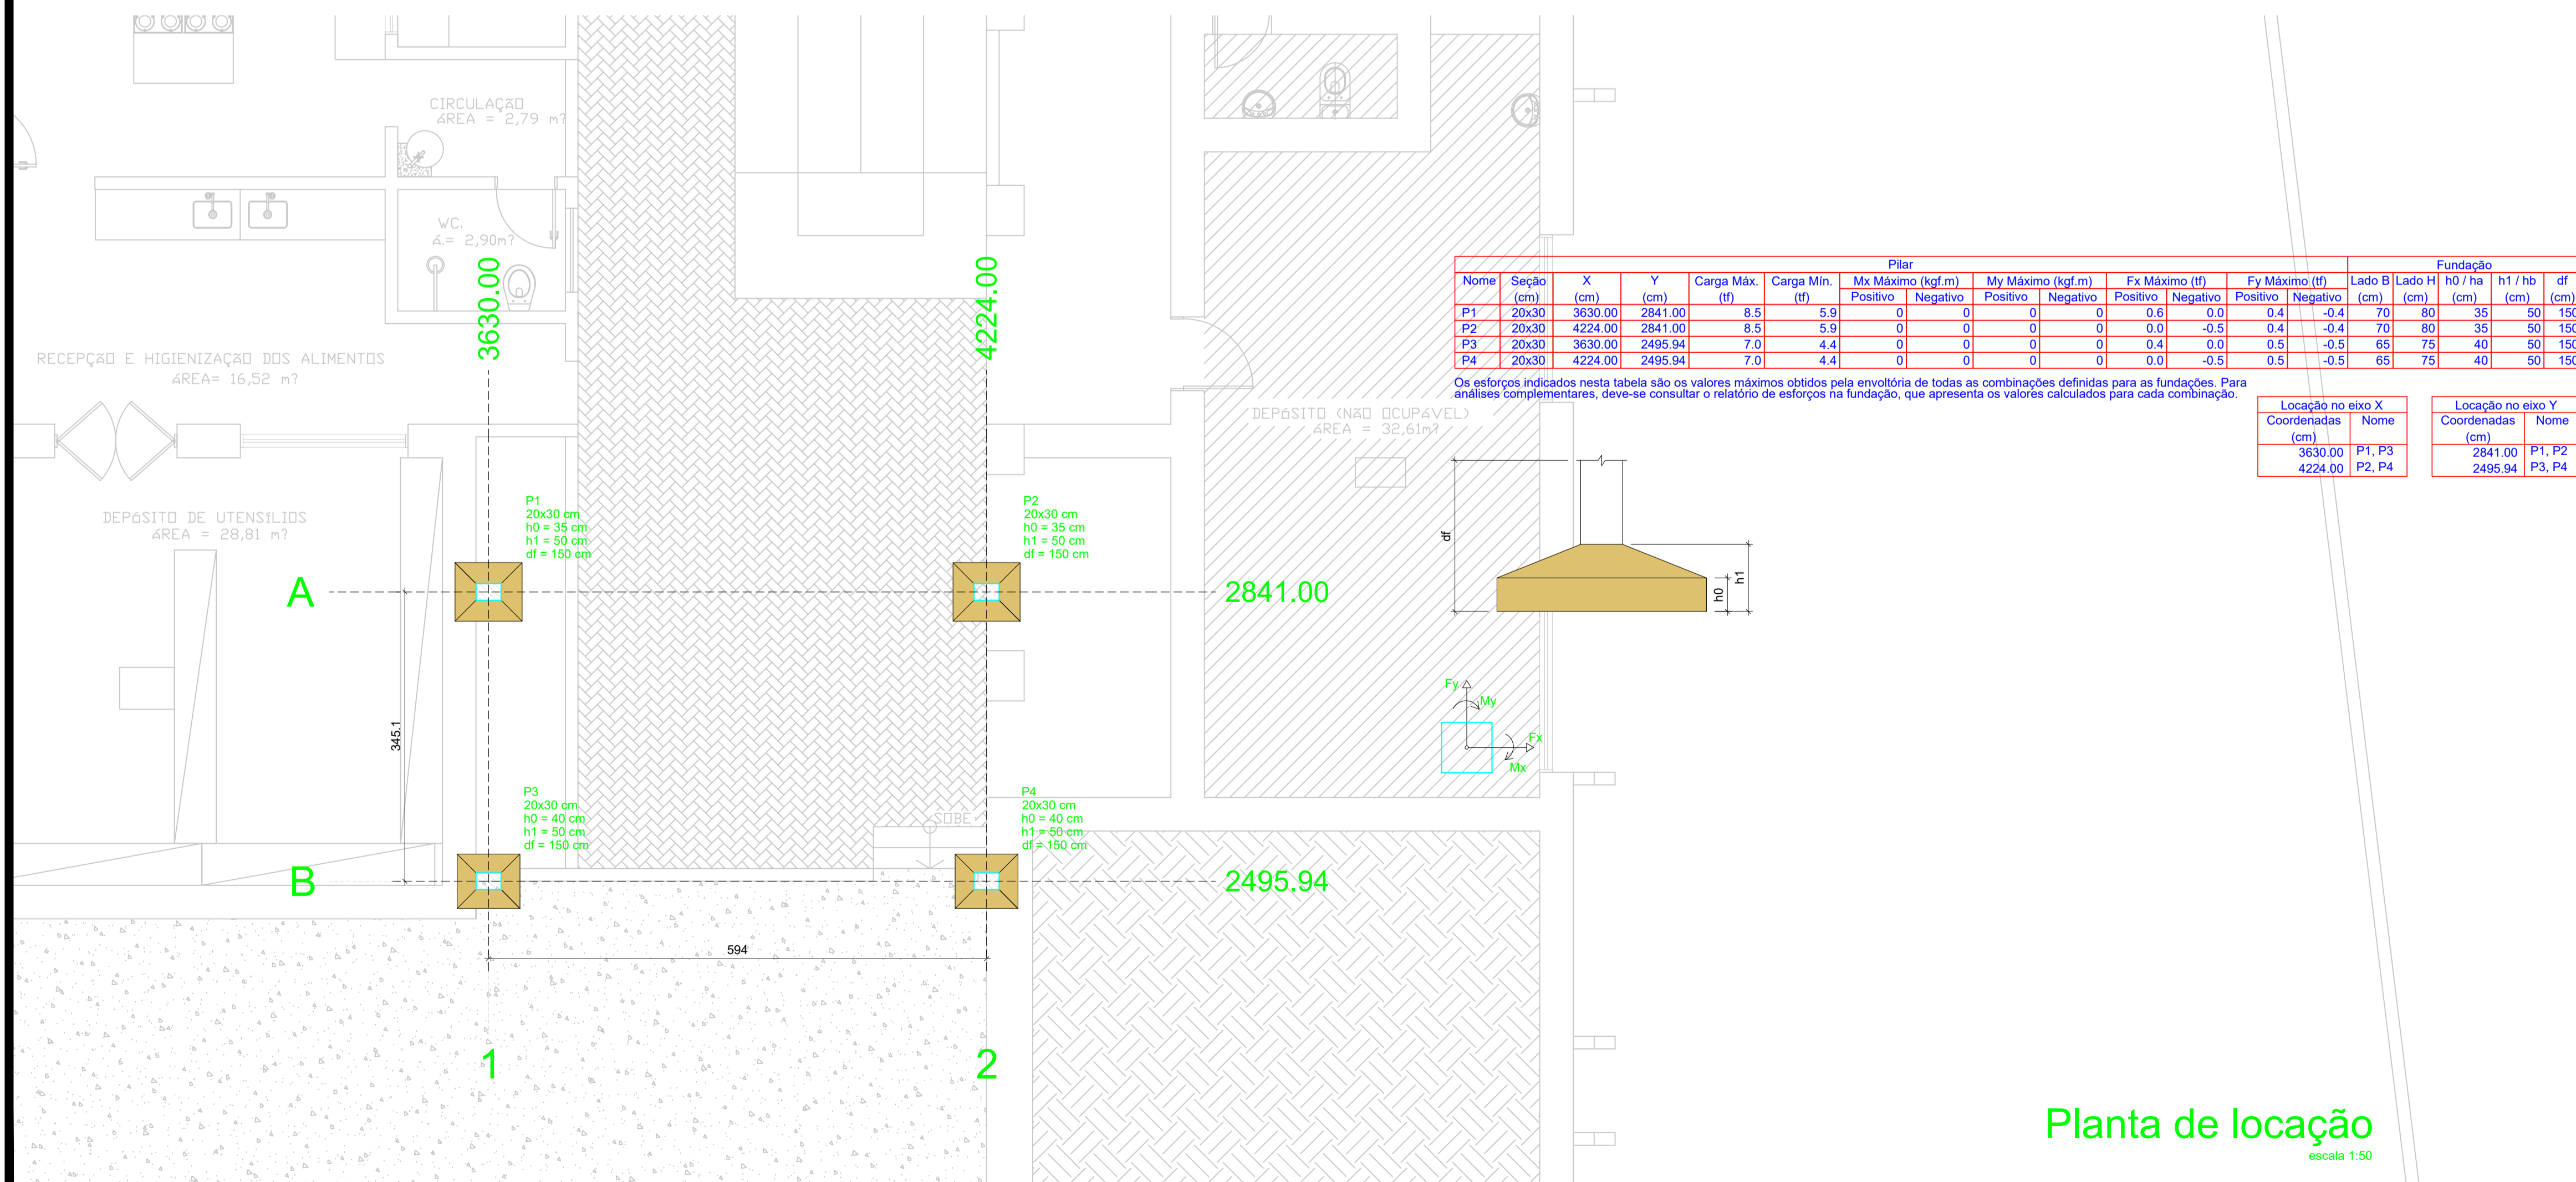 CIRCULAÇÃO
ÁREA = 2,79 m?
WC.
Á.= 2,90m?
3630.00
4224.00
RECEPÇÃO E HIGIENIZAÇÃO DOS ALIMENTOS
ÁREA= 16,52 m?
DEPÓSITO DE UTENSÍLIOS
ÁREA = 28,81 m?
DEPÓSITO (NÃO OCUPÁVEL)
ÁREA = 32,61m?
Pilar Fundação
Nome Seção X Y Carga Máx. Carga Mín. Mx Máximo (kgf.m) My Máximo (kgf.m) Fx Máximo (tf) Fy Máximo (tf) Lado B Lado H h0 / ha h1 / hb df
(cm) (cm) (cm) (tf) (tf) Positivo Negativo Positivo Negativo Positivo Negativo Positivo Negativo (cm) (cm) (cm) (cm) (cm)
P1 20x30 3630.00 2841.00 8.5 5.9 0 0 0 0 0.6 0.0 0.4 -0.4 70 80 35 50 150
P2 20x30 4224.00 2841.00 8.5 5.9 0 0 0 0 0.0 -0.5 0.4 -0.4 70 80 35 50 150
P3 20x30 3630.00 2495.94 7.0 4.4 0 0 0 0 0.4 0.0 0.5 -0.5 65 75 40 50 150
P4 20x30 4224.00 2495.94 7.0 4.4 0 0 0 0 0.0 -0.5 0.5 -0.5 65 75 40 50 150
Os esforços indicados nesta tabela são os valores máximos obtidos pela envoltória de todas as combinações definidas para as fundações. Para
análises complementares, deve-se consultar o relatório de esforços na fundação, que apresenta os valores calculados para cada combinação.
Locação no eixo X
Coordenadas Nome
(cm)
3630.00 P1, P3
4224.00 P2, P4
Locação no eixo Y
Coordenadas Nome
(cm)
2841.00 P1, P2
2495.94 P3, P4
P1
20x30 cm
h0 = 35 cm
h1 = 50 cm
df = 150 cm
P2
20x30 cm
h0 = 35 cm
h1 = 50 cm
df = 150 cm
df
h0
h1
A
2841.00
345.1
Fy
My
Fx
Mx
P3
20x30 cm
h0 = 40 cm
h1 = 50 cm
df = 150 cm
SOBE
P4
20x30 cm
h0 = 40 cm
h1 = 50 cm
df = 150 cm
B
2495.94
594
1
2
Planta de locação
escala 1:50